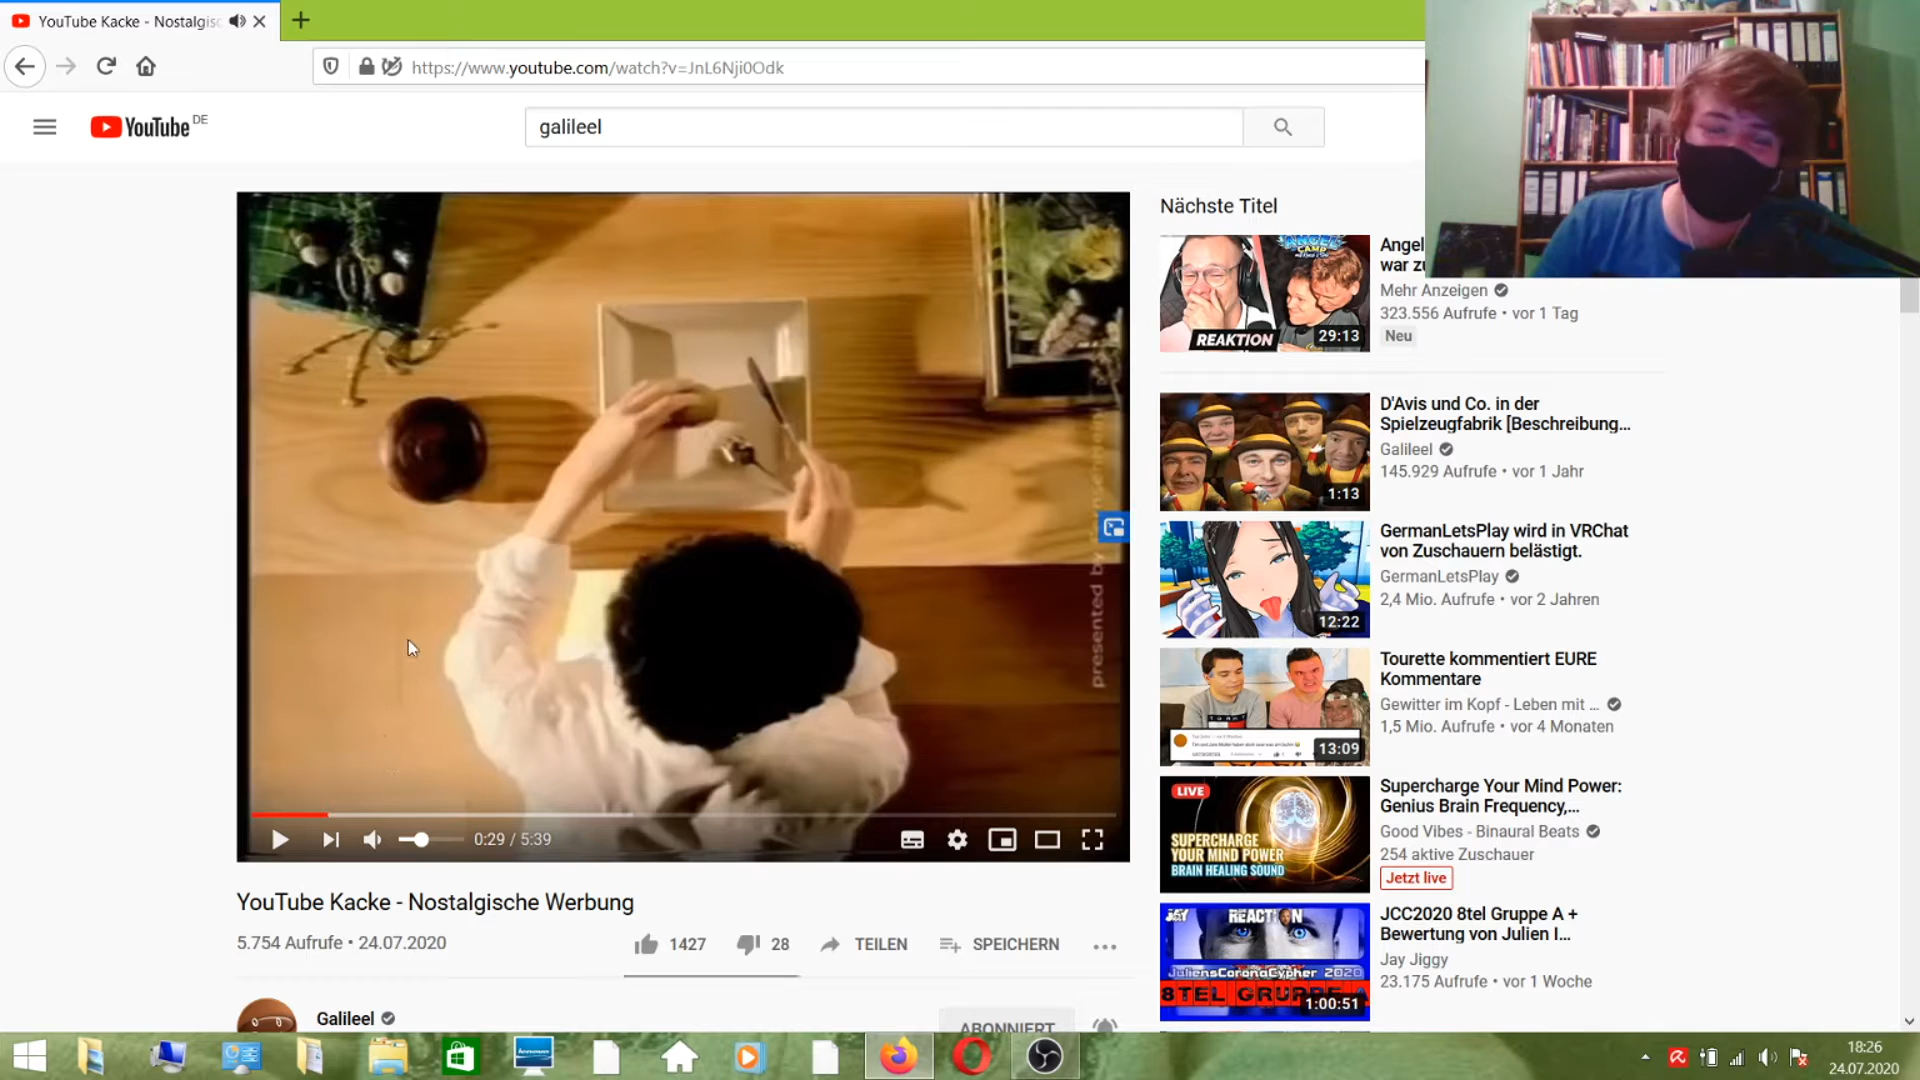 YouTube Kacke - Nostalgisc
https://www.youtube.com/watch?v=JnL6Nji0Odk
YouTube DE
galileel
presented by
0:29 / 5:39
YouTube Kacke - Nostalgische Werbung
5.754 Aufrufe • 24.07.2020
1427
28
TEILEN
SPEICHERN
Galileel
ABONNIERT
Nächste Titel
ANGEL
CAMP
REAKTION
29:13
Angel
war zu
Mehr Anzeigen
323.556 Aufrufe • vor 1 Tag
Neu
1:13
D'Avis und Co. in der
Spielzeugfabrik [Beschreibung...
Galileel
145.929 Aufrufe • vor 1 Jahr
12:22
GermanLetsPlay wird in VRChat
von Zuschauern belästigt.
GermanLetsPlay
2,4 Mio. Aufrufe • vor 2 Jahren
13:09
Tourette kommentiert EURE
Kommentare
Gewitter im Kopf - Leben mit ...
1,5 Mio. Aufrufe • vor 4 Monaten
LIVE
SUPERCHARGE
YOUR MIND POWER
BRAIN HEALING SOUND
Supercharge Your Mind Power:
Genius Brain Frequency,...
Good Vibes - Binaural Beats
254 aktive Zuschauer
Jetzt live
JAY
REACTION
JuliensCoronaCypher 2020
8TEL GRUPPE A
1:00:51
JCC2020 8tel Gruppe A +
Bewertung von Julien I...
Jay Jiggy
23.175 Aufrufe • vor 1 Woche
lenovo
18:26
24.07.2020